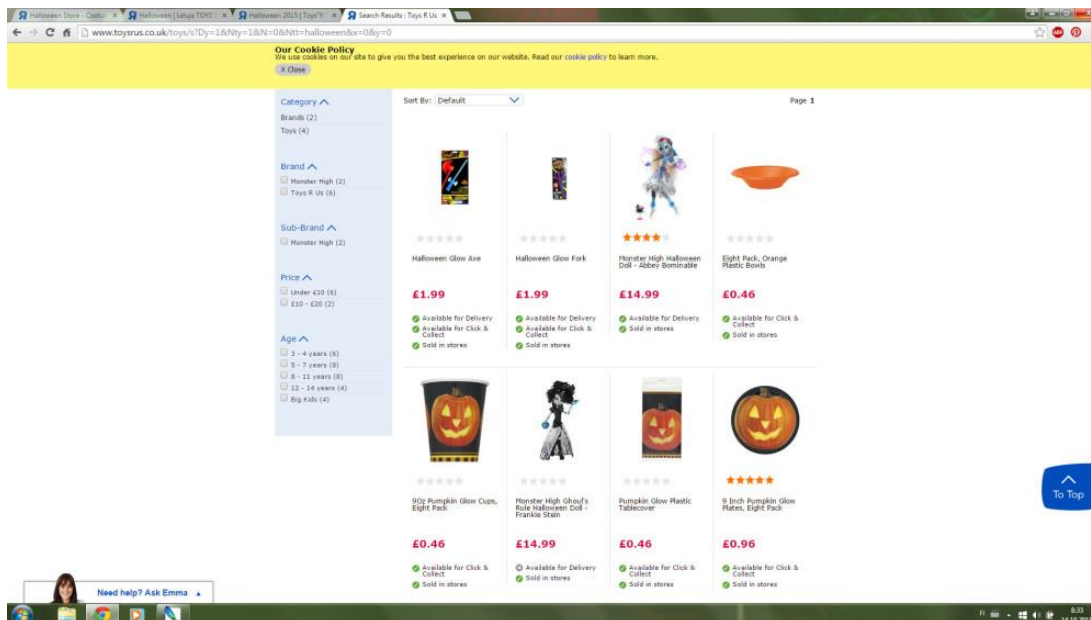 Halloween Store - Costu
Halloween | Leluja TOYS
Halloween 2015 | Toys"R
Search Results : Toys R Us
www.toysrus.co.uk/toys/s?Dy=1&Nty=1&N=0&Ntt=halloween&x=0&y=0
Our Cookie Policy
We use cookies on our site to give you the best experience on our website. Read our cookie policy to learn more.
X Close
Category
Brands (2)
Toys (4)
Brand
Monster High (2)
Toys R Us (6)
Sub-Brand
Monster High (2)
Price
Under £10 (6)
£10 - £20 (2)
Age
3 - 4 years (6)
5 - 7 years (8)
8 - 11 years (8)
12 - 14 years (4)
Big Kids (4)
Sort By: Default
Page 1
Halloween Glow Axe
£1.99
Available for Delivery
Available for Click &
Collect
Sold in stores
Halloween Glow Fork
£1.99
Available for Delivery
Available for Click &
Collect
Sold in stores
Monster High Halloween
Doll - Abbey Bominable
£14.99
Available for Delivery
Sold in stores
Eight Pack, Orange
Plastic Bowls
£0.46
Available for Click &
Collect
Sold in stores
9Oz Pumpkin Glow Cups,
Eight Pack
£0.46
Available for Click &
Collect
Sold in stores
Monster High Ghoul's
Rule Halloween Doll -
Frankie Stein
£14.99
Available for Delivery
Sold in stores
Pumpkin Glow Plastic
Tablecover
£0.46
Available for Click &
Collect
Sold in stores
9 Inch Pumpkin Glow
Plates, Eight Pack
£0.96
Available for Click &
Collect
Sold in stores
To Top
Need help? Ask Emma
FI
8:33